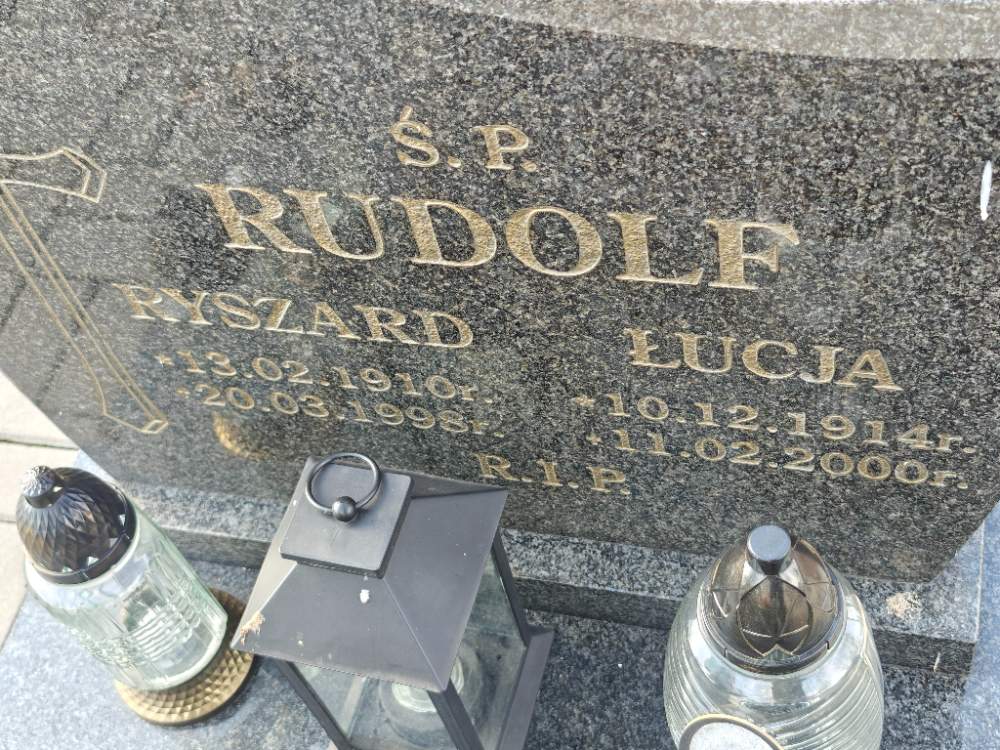 Ś. P.
RUDOLF
RYSZARD
*13.02.1910r.
+20.03.1998r.
ŁUCJA
*10.12.1914r.
+11.02.2000r.
R.I.P.